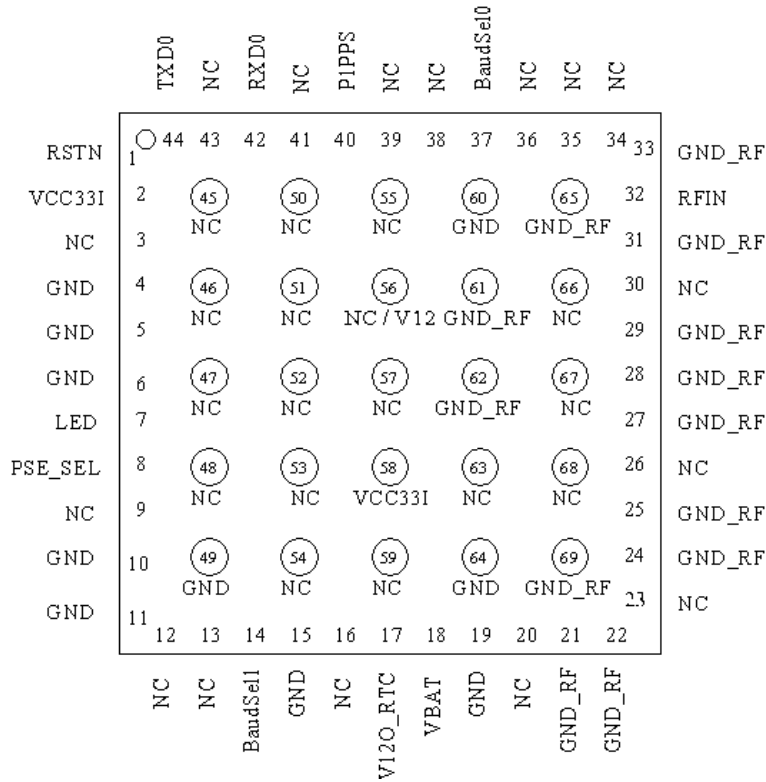 TXD0 NC RXD0 NC P1PPS NC NC BaudSel0 NC NC NC
44 43 42 41 40 39 38 37 36 35 34
RSTN 1 33 GND_RF
VCC33I 2 45 50 55 60 65 32 RFIN
NC NC NC GND GND_RF
NC 3 31 GND_RF
GND 4 46 51 56 61 66 30 NC
NC NC NC / V12 GND_RF NC
GND 5 29 GND_RF
GND 6 47 52 57 62 67 28 GND_RF
NC NC NC GND_RF NC
LED 7 27 GND_RF
PSE_SEL 8 48 53 58 63 68 26 NC
NC NC VCC33I NC NC
NC 9 25 GND_RF
GND 10 49 54 59 64 69 24 GND_RF
GND NC NC GND GND_RF
GND 11 23 NC
12 13 14 15 16 17 18 19 20 21 22
NC NC BaudSel1 GND NC V12O_RTC VBAT GND NC GND_RF GND_RF